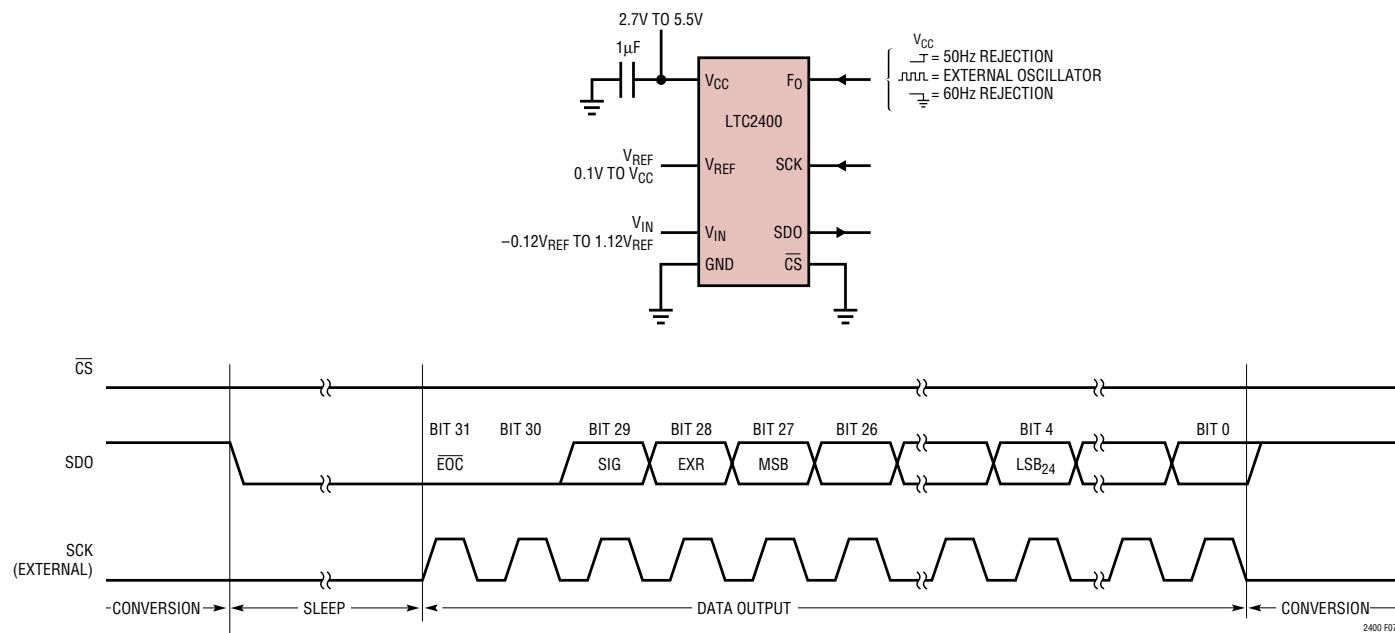 2.7V TO 5.5V
1µF
VCC
= 50Hz REJECTION
= EXTERNAL OSCILLATOR
= 60Hz REJECTION
VCC FO
LTC2400
VREF
0.1V TO VCC
VREF SCK
VIN
–0.12VREF TO 1.12VREF
VIN SDO
GND CS
CS
BIT 31 BIT 30 BIT 29 BIT 28 BIT 27 BIT 26 BIT 4 BIT 0
SDO EOC SIG EXR MSB LSB24
SCK
(EXTERNAL)
CONVERSION SLEEP DATA OUTPUT CONVERSION
2400 F07